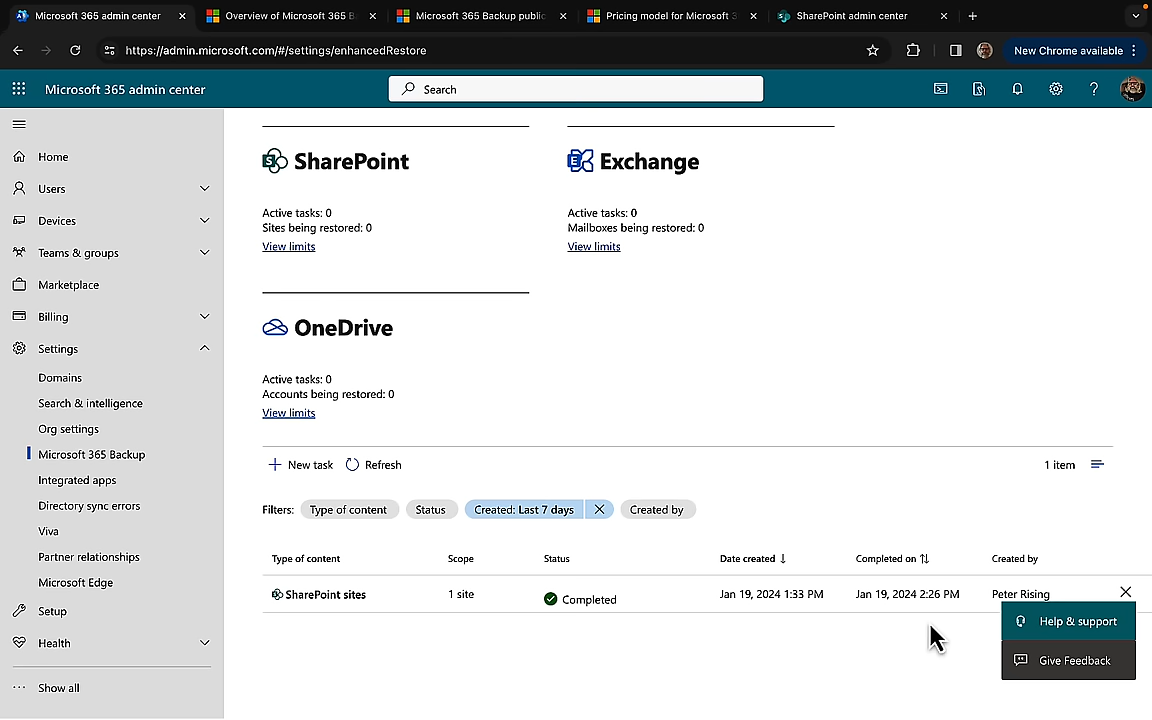 Microsoft 365 admin center
Overview of Microsoft 365 B
Microsoft 365 Backup public
Pricing model for Microsoft 3
SharePoint admin center
https://admin.microsoft.com/#/settings/enhancedRestore
New Chrome available
Microsoft 365 admin center
Search
Home
Users
Devices
Teams & groups
Marketplace
Billing
Settings
Domains
Search & intelligence
Org settings
Microsoft 365 Backup
Integrated apps
Directory sync errors
Viva
Partner relationships
Microsoft Edge
Setup
Health
Show all
SharePoint
Active tasks: 0
Sites being restored: 0
View limits
Exchange
Active tasks: 0
Mailboxes being restored: 0
View limits
OneDrive
Active tasks: 0
Accounts being restored: 0
View limits
New task Refresh 1 item
Filters: Type of content Status Created: Last 7 days Created by
Type of content Scope Status Date created ↓ Completed on ↑↓ Created by
SharePoint sites 1 site Completed Jan 19, 2024 1:33 PM Jan 19, 2024 2:26 PM Peter Rising
Help & support
Give Feedback